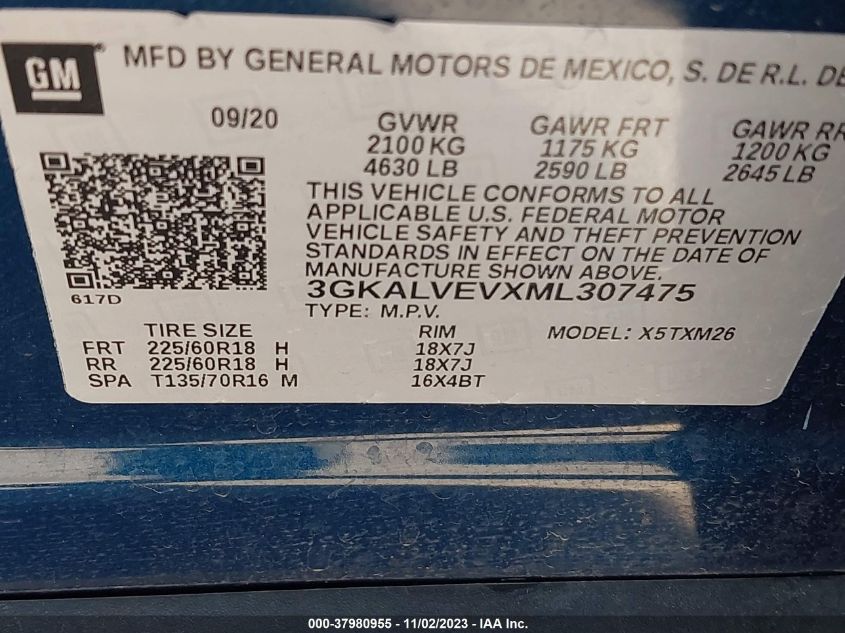 GM
MFD BY GENERAL MOTORS DE MEXICO, S. DE R.L. DE
09/20 GVWR GAWR FRT GAWR RR
2100 KG 1175 KG 1200 KG
4630 LB 2590 LB 2645 LB
THIS VEHICLE CONFORMS TO ALL
APPLICABLE U.S. FEDERAL MOTOR
VEHICLE SAFETY AND THEFT PREVENTION
STANDARDS IN EFFECT ON THE DATE OF
MANUFACTURE SHOWN ABOVE.
617D
3GKALVEVXML307475
TYPE: M.P.V.
TIRE SIZE RIM MODEL: X5TXM26
FRT 225/60R18 H 18X7J
RR 225/60R18 H 18X7J
SPA T135/70R16 M 16X4BT
000-37980955 - 11/02/2023 - IAA Inc.